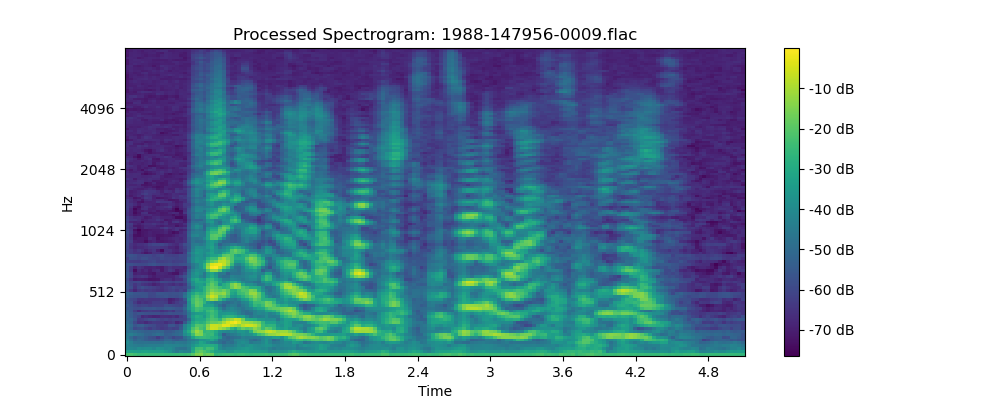 Processed Spectrogram: 1988-147956-0009.flac
Hz
4096
2048
1024
512
0
0 0.6 1.2 1.8 2.4 3 3.6 4.2 4.8
Time
-10 dB
-20 dB
-30 dB
-40 dB
-50 dB
-60 dB
-70 dB